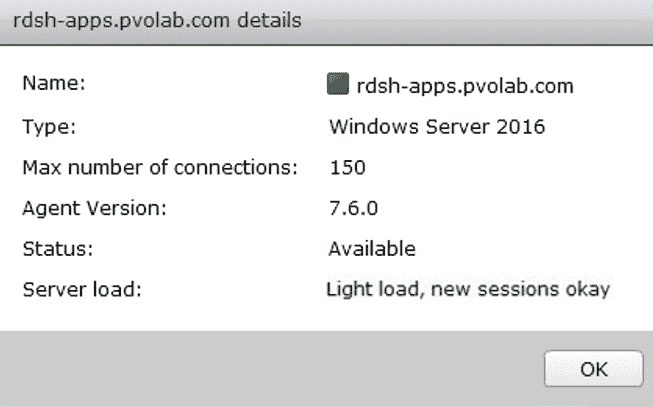 rdsh-apps.pvolab.com details
Name: rdsh-apps.pvolab.com
Type: Windows Server 2016
Max number of connections: 150
Agent Version: 7.6.0
Status: Available
Server load: Light load, new sessions okay
OK